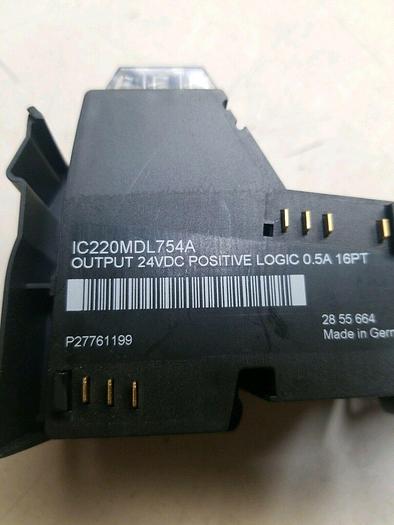 IC220MDL754A
OUTPUT 24VDC POSITIVE LOGIC 0.5A 16PT
28 55 664
P27761199
Made in Germ